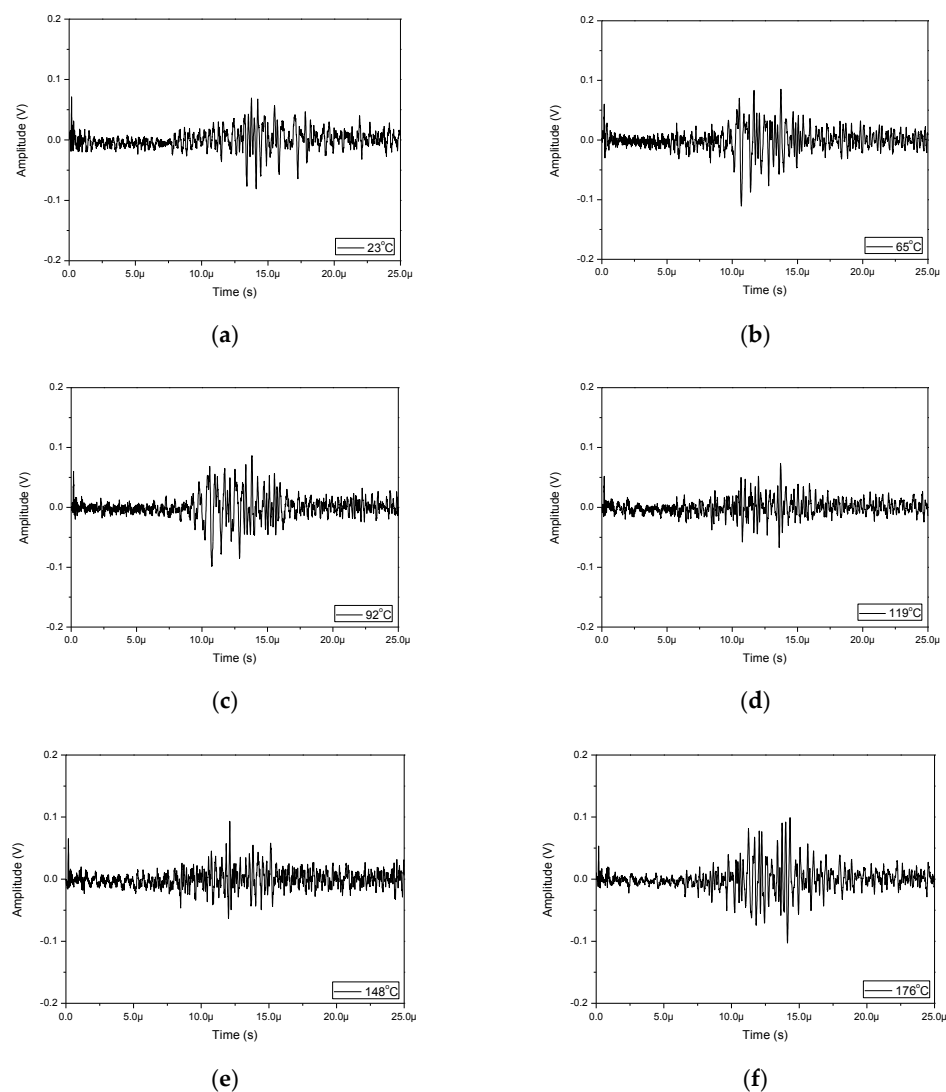 0.2
0.1
0.0
-0.1
-0.2
Amplitude (V)
23°C
0.0 5.0µ 10.0µ 15.0µ 20.0µ 25.0µ
Time (s)
(a)
0.2
0.1
0.0
-0.1
-0.2
Amplitude (V)
65°C
0.0 5.0µ 10.0µ 15.0µ 20.0µ 25.0µ
Time (s)
(b)
0.2
0.1
0.0
-0.1
-0.2
Amplitude (V)
92°C
0.0 5.0µ 10.0µ 15.0µ 20.0µ 25.0µ
Time (s)
(c)
0.2
0.1
0.0
-0.1
-0.2
Amplitude (V)
119°C
0.0 5.0µ 10.0µ 15.0µ 20.0µ 25.0µ
Time (s)
(d)
0.2
0.1
0.0
-0.1
-0.2
Amplitude (V)
148°C
0.0 5.0µ 10.0µ 15.0µ 20.0µ 25.0µ
Time (s)
(e)
0.2
0.1
0.0
-0.1
-0.2
Amplitude (V)
176°C
0.0 5.0µ 10.0µ 15.0µ 20.0µ 25.0µ
Time (s)
(f)